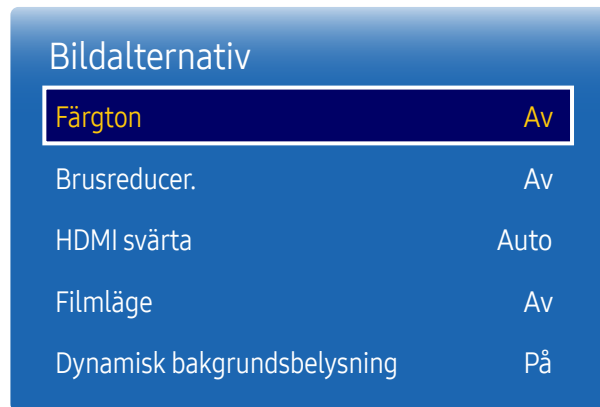 Bildalternativ
Färgton Av
Brusreducer. Av
HDMI svärta Auto
Filmläge Av
Dynamisk bakgrundsbelysning På